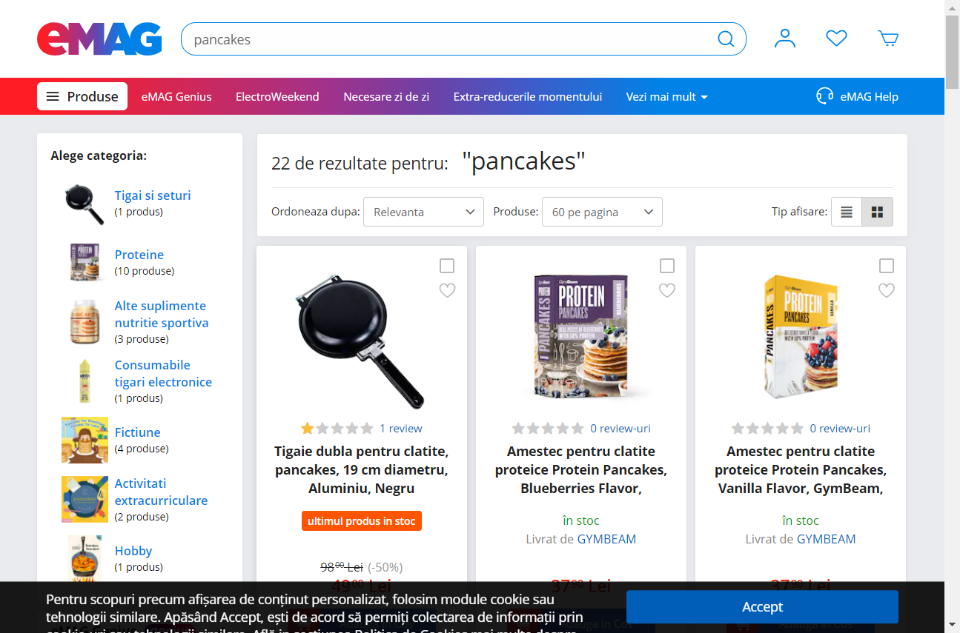 eMAG
pancakes
Produse
eMAG Genius
ElectroWeekend
Necesare zi de zi
Extra-reducerile momentului
Vezi mai mult
eMAG Help
Alege categoria:
Tigai si seturi
(1 produs)
Proteine
(10 produse)
Alte suplimente
nutritie sportiva
(3 produse)
Consumabile
tigari electronice
(1 produs)
Fictiune
(4 produse)
Activitati
extracurriculare
(2 produse)
Hobby
(1 produs)
22 de rezultate pentru: "pancakes"
Ordoneaza dupa: Relevanta
Produse: 60 pe pagina
Tip afisare:
1 review
Tigaie dubla pentru clatite,
pancakes, 19 cm diametru,
Aluminiu, Negru
ultimul produs in stoc
98⁰⁰ Lei (-50%)
PROTEIN
PANCAKES
0 review-uri
Amestec pentru clatite
proteice Protein Pancakes,
Blueberries Flavor,
în stoc
Livrat de GYMBEAM
PROTEIN
PANCAKES
0 review-uri
Amestec pentru clatite
proteice Protein Pancakes,
Vanilla Flavor, GymBeam,
în stoc
Livrat de GYMBEAM
Pentru scopuri precum afișarea de conținut personalizat, folosim module cookie sau
tehnologii similare. Apăsând Accept, ești de acord să permiți colectarea de informații prin
Accept